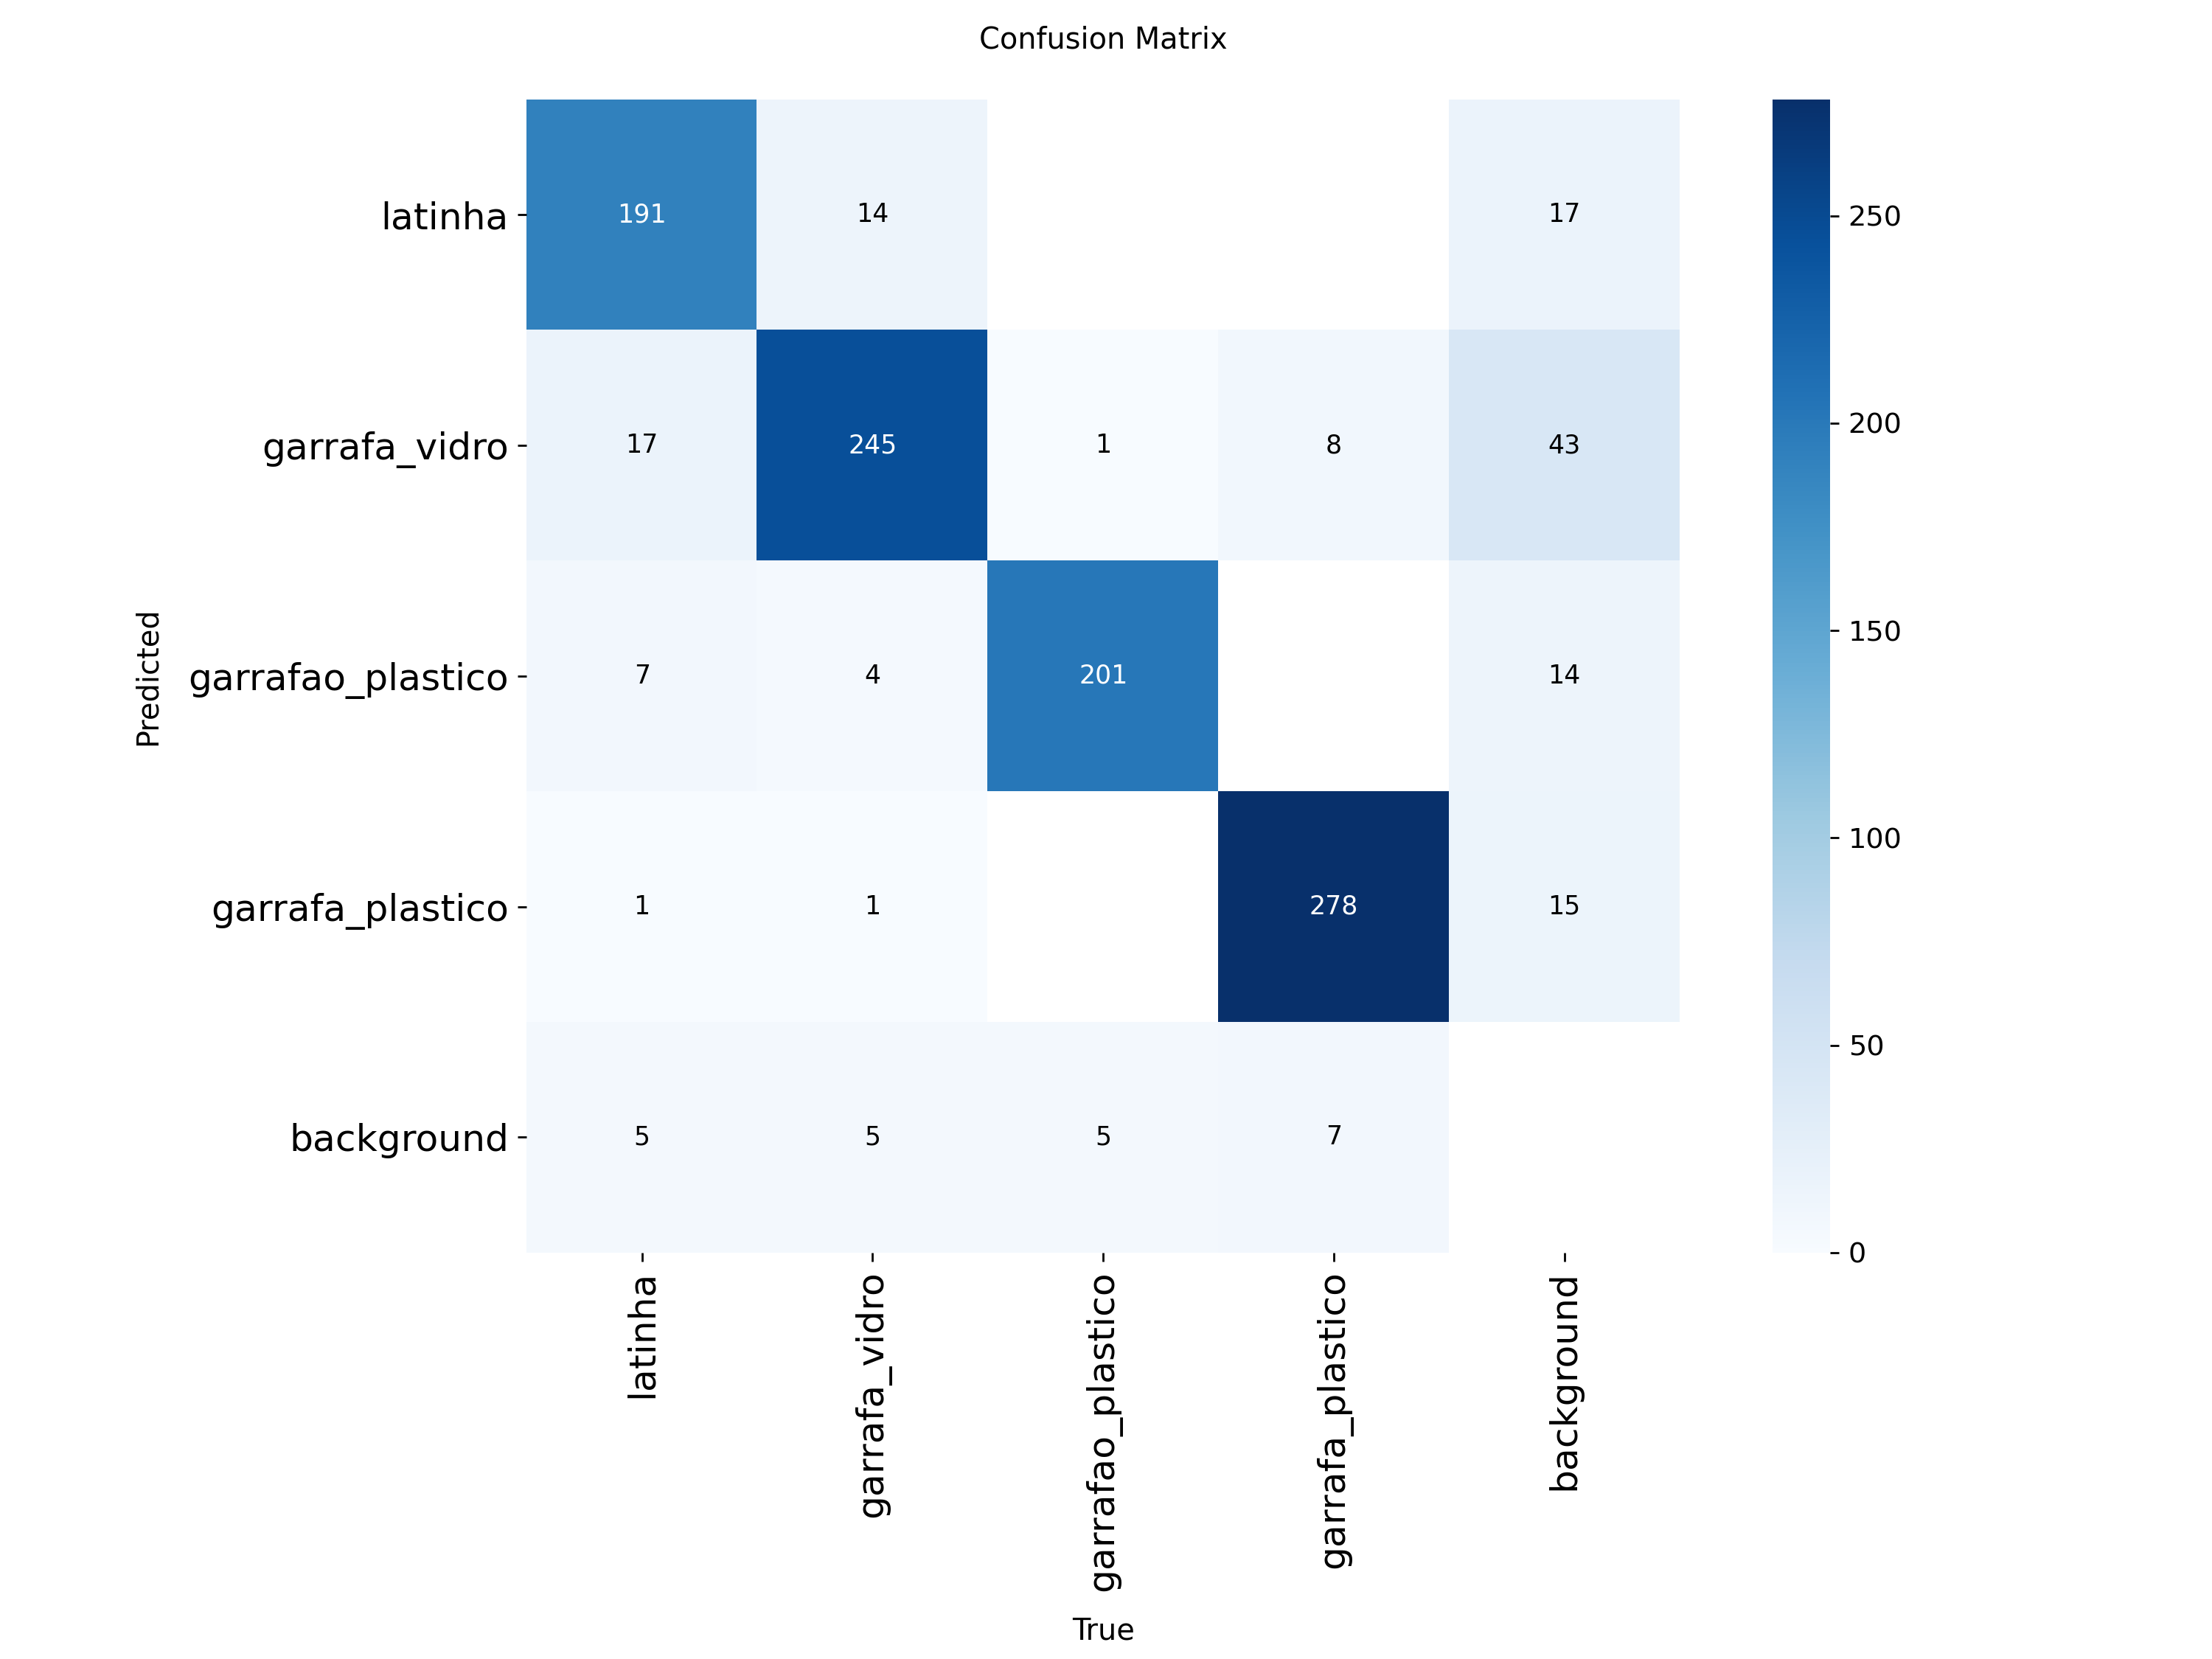 Confusion Matrix
latinha
191
14
17
garrafa_vidro
17
245
1
8
43
garrafao_plastico
7
4
201
14
garrafa_plastico
1
1
278
15
background
5
5
5
7
Predicted
latinha
garrafa_vidro
garrafao_plastico
garrafa_plastico
background
True
250
200
150
100
50
0